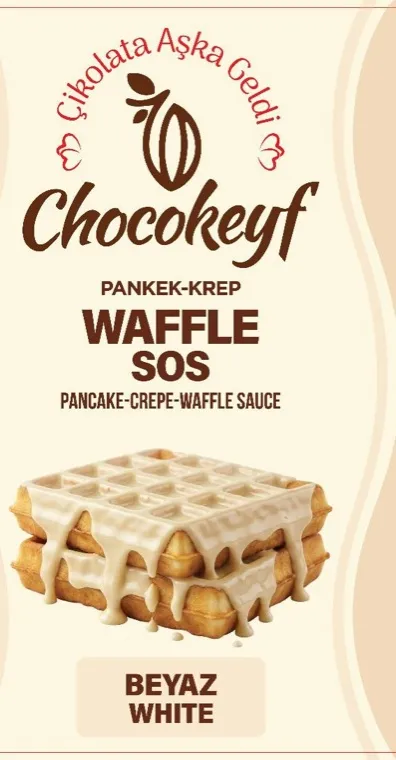 Çikolata Aşka Geldi
Chocokeyf
PANKEK-KREP
WAFFLE
SOS
PANCAKE-CREPE-WAFFLE SAUCE
BEYAZ
WHITE